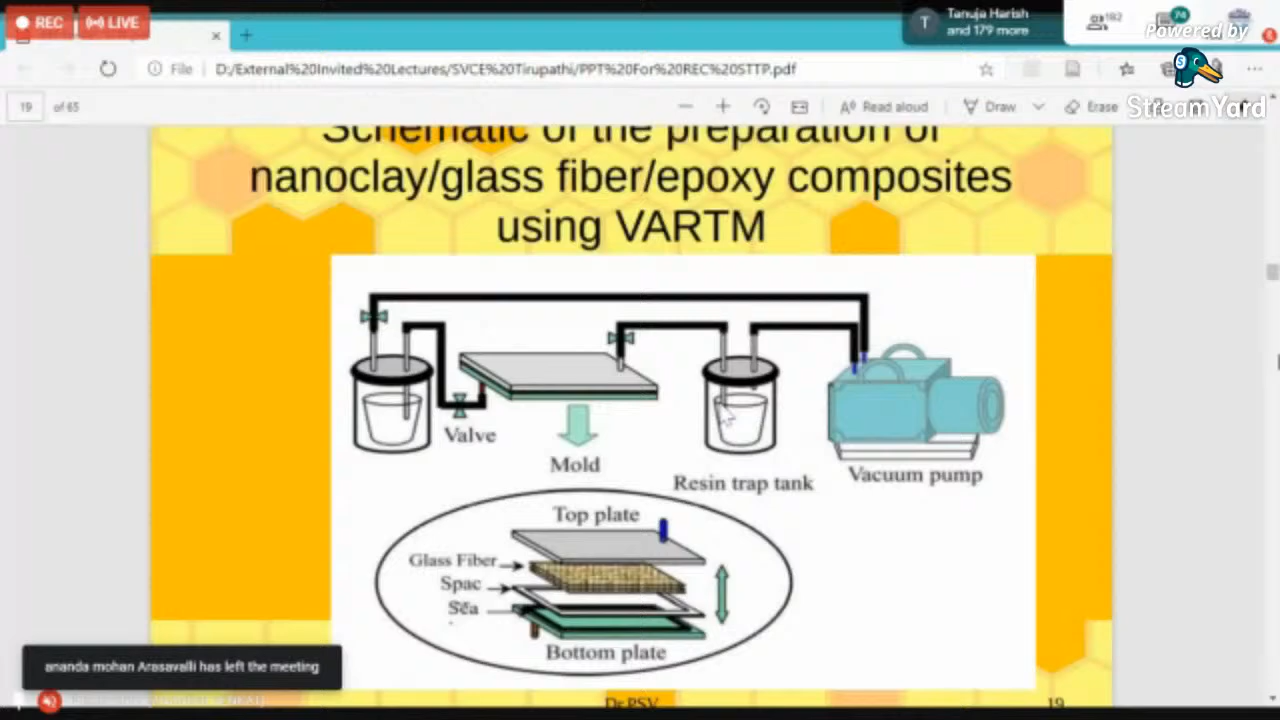 REC
LIVE
T
Tanuja Harish
and 179 more
182
74
Powered by
StreamYard
File
D:/External%20Invited%20Lectures/SVCE%20Tirupathi/PPT%20For%20REC%20STTP.pdf
19 of 65
Read aloud
Draw
Erase
Schematic of the preparation of
nanoclay/glass fiber/epoxy composites
using VARTM
Valve
Mold
Resin trap tank
Vacuum pump
Top plate
Glass Fiber
Spac
Sea
Bottom plate
ananda mohan Arasavalli has left the meeting
Dr.PSV
19